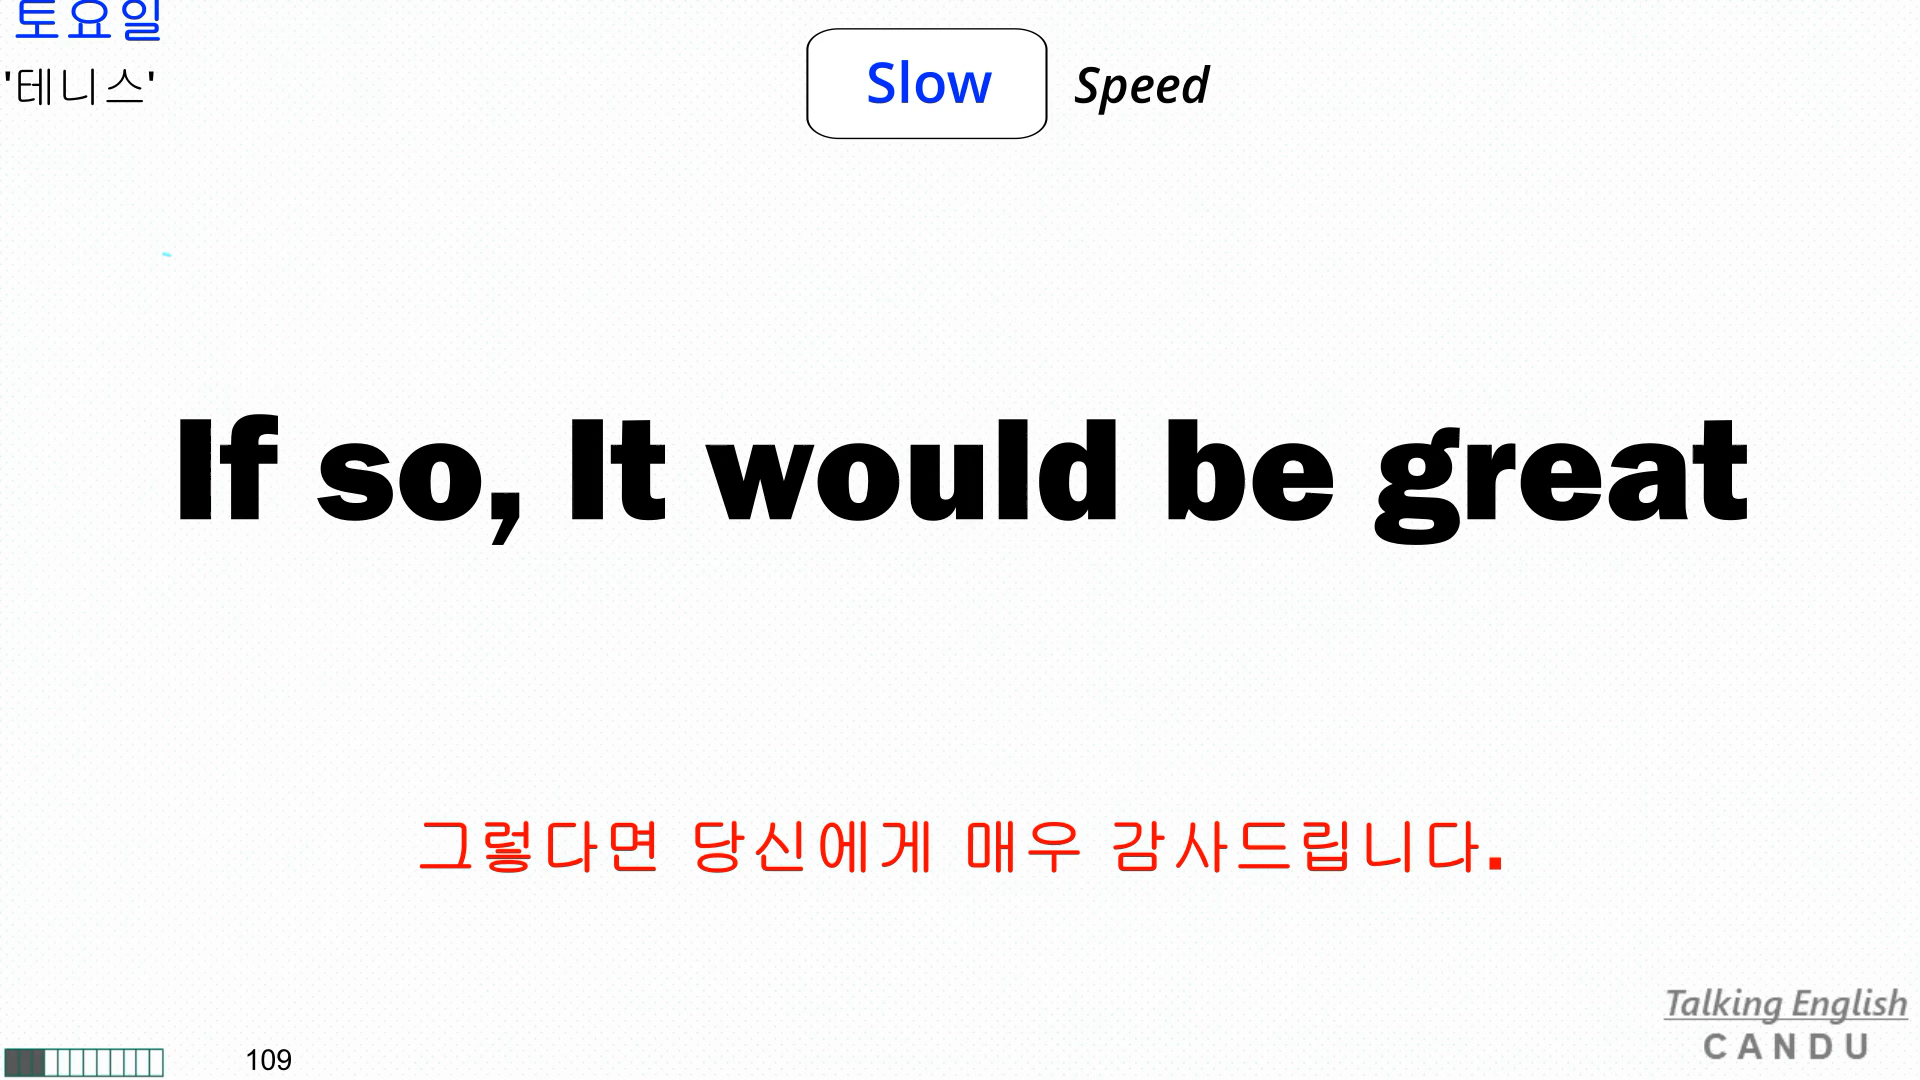 토요일
'테니스'
Slow Speed
If so, It would be great
그렇다면 당신에게 매우 감사드립니다.
109
Talking English
CANDU